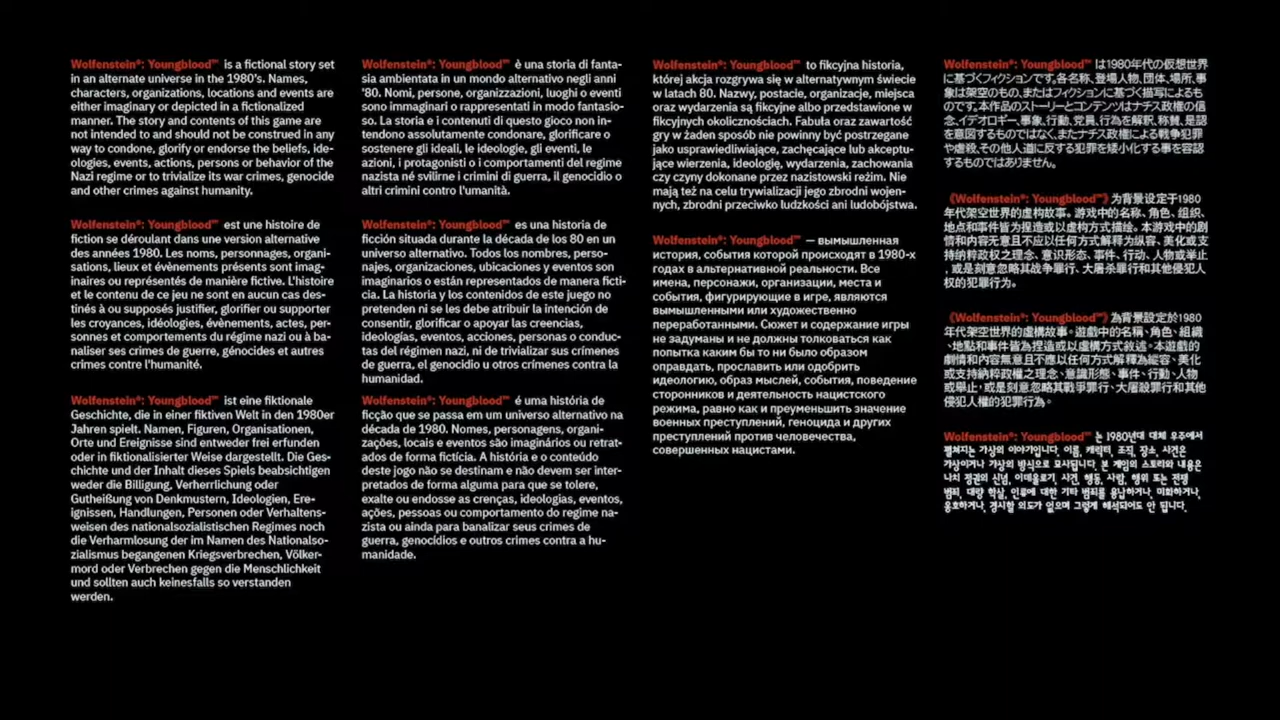 Wolfenstein®: Youngblood™ is a fictional story set
in an alternate universe in the 1980's. Names,
characters, organizations, locations and events are
either imaginary or depicted in a fictionalized
manner. The story and contents of this game are
not intended to and should not be construed in any
way to condone, glorify or endorse the beliefs, ide-
ologies, events, actions, persons or behavior of the
Nazi regime or to trivialize its war crimes, genocide
and other crimes against humanity.
Wolfenstein®: Youngblood™ est une histoire de
fiction se déroulant dans une version alternative
des années 1980. Les noms, personnages, organi-
sations, lieux et évènements présents sont imag-
inaires ou représentés de manière fictive. L'histoire
et le contenu de ce jeu ne sont en aucun cas des-
tinés à ou supposés justifier, glorifier ou supporter
les croyances, idéologies, évènements, actes, per-
sonnes et comportements du régime nazi ou à ba-
naliser ses crimes de guerre, génocides et autres
crimes contre l'humanité.
Wolfenstein®: Youngblood™ ist eine fiktionale
Geschichte, die in einer fiktiven Welt in den 1980er
Jahren spielt. Namen, Figuren, Organisationen,
Orte und Ereignisse sind entweder frei erfunden
oder in fiktionalisierter Weise dargestellt. Die Ges-
chichte und der Inhalt dieses Spiels beabsichtigen
weder die Billigung, Verherrlichung oder
Gutheißung von Denkmustern, Ideologien, Ere-
ignissen, Handlungen, Personen oder Verhaltens-
weisen des nationalsozialistischen Regimes noch
die Verharmlosung der im Namen des Nationalso-
zialismus begangenen Kriegsverbrechen, Völker-
mord oder Verbrechen gegen die Menschlichkeit
und sollten auch keinesfalls so verstanden
werden.
Wolfenstein®: Youngblood™ è una storia di fanta-
sia ambientata in un mondo alternativo negli anni
'80. Nomi, persone, organizzazioni, luoghi o eventi
sono immaginari o rappresentati in modo fantasio-
so. La storia e i contenuti di questo gioco non in-
tendono assolutamente condonare, glorificare o
sostenere gli ideali, le ideologie, gli eventi, le
azioni, i protagonisti o i comportamenti del regime
nazista né svilirne i crimini di guerra, il genocidio o
altri crimini contro l'umanità.
Wolfenstein®: Youngblood™ es una historia de
ficción situada durante la década de los 80 en un
universo alternativo. Todos los nombres, perso-
najes, organizaciones, ubicaciones y eventos son
imaginarios o están representados de manera ficti-
cia. La historia y los contenidos de este juego no
pretenden ni se les debe atribuir la intención de
consentir, glorificar o apoyar las creencias,
ideologías, eventos, acciones, personas o conduc-
tas del régimen nazi, ni de trivializar sus crímenes
de guerra, el genocidio u otros crímenes contra la
humanidad.
Wolfenstein®: Youngblood™ é uma história de
ficção que se passa em um universo alternativo na
década de 1980. Nomes, personagens, organi-
zações, locais e eventos são imaginários ou retrat-
ados de forma fictícia. A história e o conteúdo
deste jogo não se destinam e não devem ser inter-
pretados de forma alguma para que se tolere,
exalte ou endosse as crenças, ideologias, eventos,
ações, pessoas ou comportamento do regime na-
zista ou ainda para banalizar seus crimes de
guerra, genocídios e outros crimes contra a hu-
manidade.
Wolfenstein®: Youngblood™ to fikcyjna historia,
której akcja rozgrywa się w alternatywnym świecie
w latach 80. Nazwy, postacie, organizacje, miejsca
oraz wydarzenia są fikcyjne albo przedstawione w
fikcyjnych okolicznościach. Fabuła oraz zawartość
gry w żaden sposób nie powinny być postrzegane
jako usprawiedliwiające, zachęcające lub akceptu-
jące wierzenia, ideologię, wydarzenia, zachowania
czy czyny dokonane przez nazistowski reżim. Nie
mają też na celu trywializacji jego zbrodni wojen-
nych, zbrodni przeciwko ludzkości ani ludobójstwa.
Wolfenstein®: Youngblood™ — вымышленная
история, события которой происходят в 1980-х
годах в альтернативной реальности. Все
имена, персонажи, организации, места и
события, фигурирующие в игре, являются
вымышленными или художественно
переработанными. Сюжет и содержание игры
не задуманы и не должны толковаться как
попытка каким бы то ни было образом
оправдать, прославить или одобрить
идеологию, образ мыслей, события, поведение
сторонников и деятельность нацистского
режима, равно как и преуменьшить значение
военных преступлений, геноцида и других
преступлений против человечества,
совершенных нацистами.
Wolfenstein®: Youngblood™ は1980年代の仮想世界
に基づくフィクションです。各名称、登場人物、団体、場所、事
象は架空のもの、またはフィクションに基づく描写によるも
のです。本作品のストーリーとコンテンツはナチス政権の信
念、イデオロギー、事象、行動、党員、行為を解釈、称賛、是認
を意図するものではなく、またナチス政権による戦争犯罪
や虐殺、その他人道に反する犯罪を矮小化する事を容認
するものではありません。
《Wolfenstein®: Youngblood™》为背景设定于1980
年代架空世界的虚构故事。游戏中的名称、角色、组织、
地点和事件皆为捏造或以虚构方式描绘。本游戏中的剧
情和内容无意且不应以任何方式解释为纵容、美化或支
持纳粹政权之理念、意识形态、事件、行动、人物或举止
，或是刻意忽略其战争罪行、大屠杀罪行和其他侵犯人
权的犯罪行为。
《Wolfenstein®: Youngblood™》為背景設定於1980
年代架空世界的虛構故事。遊戲中的名稱、角色、組織
、地點和事件皆為捏造或以虛構方式敘述。本遊戲的
劇情和內容無意且不應以任何方式解釋為縱容、美化
或支持納粹政權之理念、意識形態、事件、行動、人物
或舉止，或是刻意忽略其戰爭罪行、大屠殺罪行和其他
侵犯人權的犯罪行為。
Wolfenstein®: Youngblood™ 는 1980년대 대체 우주에서
펼쳐지는 가상의 이야기입니다. 이름, 캐릭터, 조직, 장소, 사건은
가상이거나 가상의 방식으로 묘사됩니다. 본 게임의 스토리와 내용은
나치 정권의 신념, 이데올로기, 사건, 행동, 사람, 행위 또는 전쟁
범죄, 대량 학살, 인류에 대한 기타 범죄를 용납하거나, 미화하거나,
옹호하거나, 경시할 의도가 없으며 그렇게 해석되어도 안 됩니다.